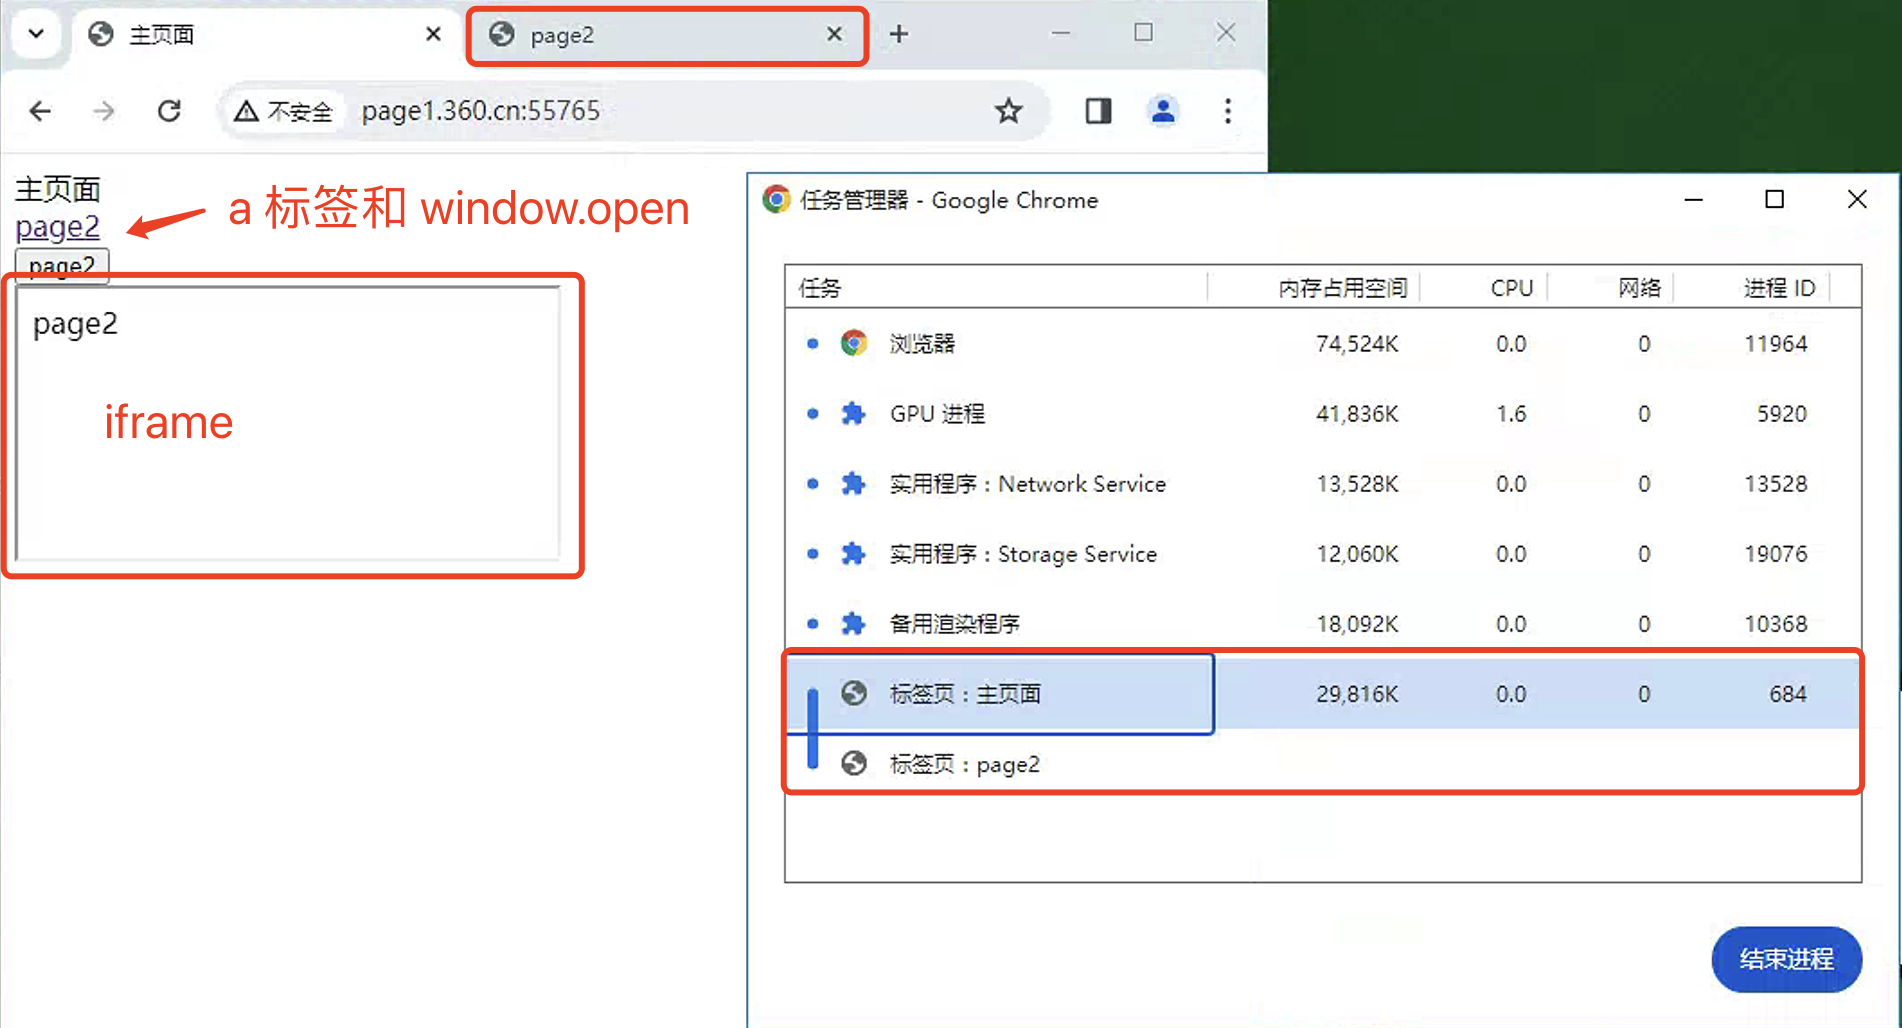 主页面
page2
不安全
page1.360.cn:55765
主页面
page2
a 标签和 window.open
page2
page2
iframe
任务管理器 - Google Chrome
任务 内存占用空间 CPU 网络 进程 ID
浏览器 74,524K 0.0 0 11964
GPU 进程 41,836K 1.6 0 5920
实用程序：Network Service 13,528K 0.0 0 13528
实用程序：Storage Service 12,060K 0.0 0 19076
备用渲染程序 18,092K 0.0 0 10368
标签页：主页面 29,816K 0.0 0 684
标签页：page2
结束进程